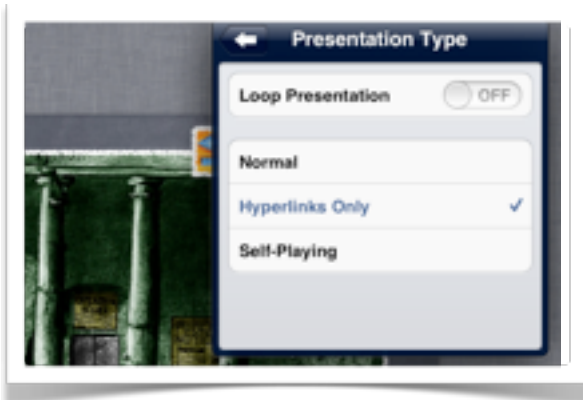 Presentation Type
Loop Presentation OFF
Normal
Hyperlinks Only
Self-Playing